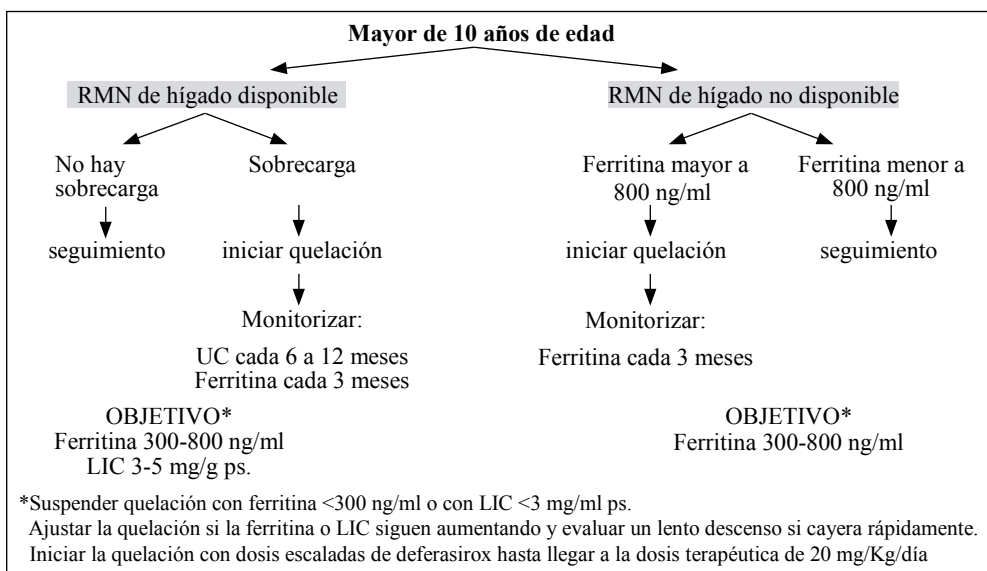 Mayor de 10 años de edad
RMN de hígado disponible
RMN de hígado no disponible
No hay
sobrecarga
Sobrecarga
Ferritina mayor a
800 ng/ml
Ferritina menor a
800 ng/ml
seguimiento
iniciar quelación
iniciar quelación
seguimiento
Monitorizar:
UC cada 6 a 12 meses
Ferritina cada 3 meses
Monitorizar:
Ferritina cada 3 meses
OBJETIVO*
Ferritina 300-800 ng/ml
LIC 3-5 mg/g ps.
OBJETIVO*
Ferritina 300-800 ng/ml
*Suspender quelación con ferritina <300 ng/ml o con LIC <3 mg/ml ps.
Ajustar la quelación si la ferritina o LIC siguen aumentando y evaluar un lento descenso si cayera rápidamente.
Iniciar la quelación con dosis escaladas de deferasirox hasta llegar a la dosis terapéutica de 20 mg/Kg/día